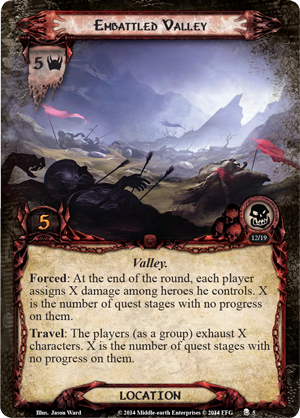 EMBATTLED VALLEY
5
5
12/19
Valley.
Forced: At the end of the round, each player
assigns X damage among heroes he controls. X
is the number of quest stages with no progress
on them.
Travel: The players (as a group) exhaust X
characters. X is the number of quest stages with
no progress on them.
LOCATION
Illus. Jason Ward
© 2014 Middle-earth Enterprises © 2014 FFG
5